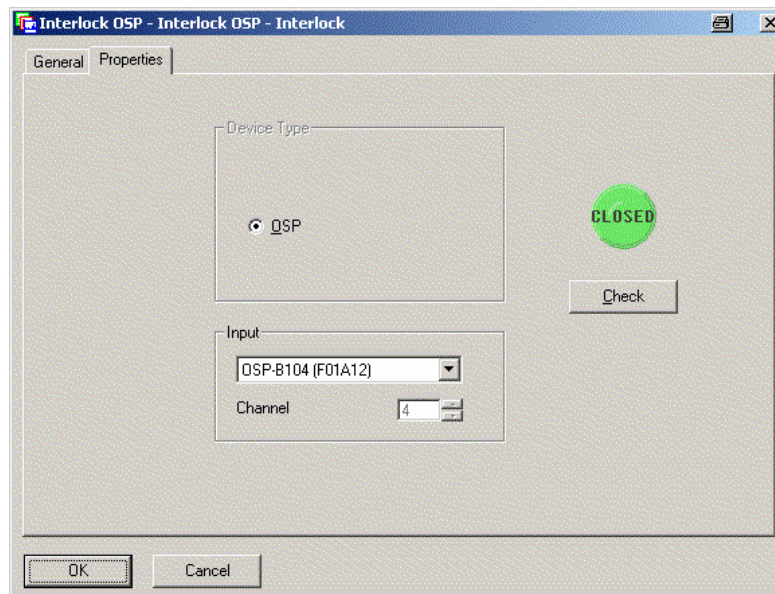 Interlock OSP - Interlock OSP - Interlock
General Properties
Device Type
OSP
CLOSED
Check
Input
OSP-B104 (F01A12)
Channel 4
OK Cancel